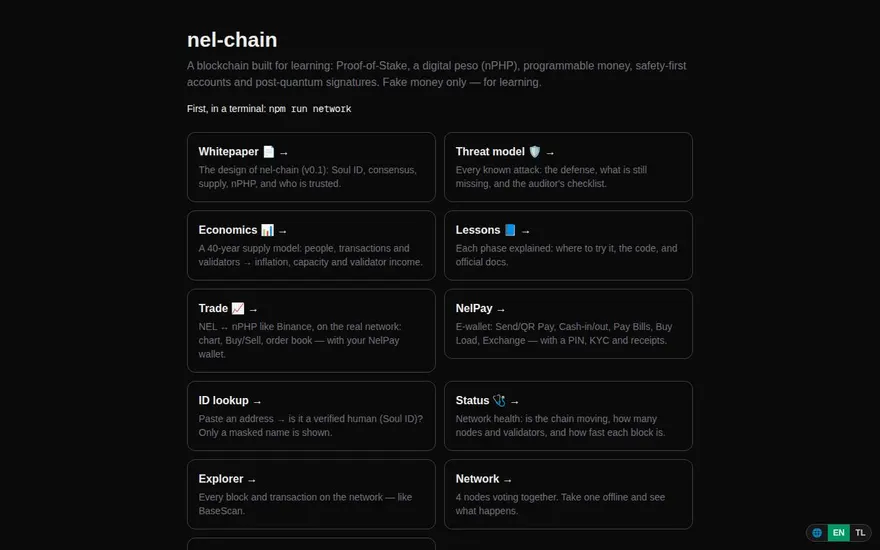 nel-chain
A blockchain built for learning: Proof-of-Stake, a digital peso (nPHP), programmable money, safety-first
accounts and post-quantum signatures. Fake money only — for learning.
First, in a terminal: npm run network
Whitepaper 📄 →
The design of nel-chain (v0.1): Soul ID, consensus,
supply, nPHP, and who is trusted.
Threat model 🛡️ →
Every known attack: the defense, what is still
missing, and the auditor's checklist.
Economics 📊 →
A 40-year supply model: people, transactions and
validators → inflation, capacity and validator income.
Lessons 📘 →
Each phase explained: where to try it, the code, and
official docs.
Trade 📈 →
NEL ↔ nPHP like Binance, on the real network:
chart, Buy/Sell, order book — with your NelPay
wallet.
NelPay →
E-wallet: Send/QR Pay, Cash-in/out, Pay Bills, Buy
Load, Exchange — with a PIN, KYC and receipts.
ID lookup →
Paste an address → is it a verified human (Soul ID)?
Only a masked name is shown.
Status 🩺 →
Network health: is the chain moving, how many
nodes and validators, and how fast each block is.
Explorer →
Every block and transaction on the network — like
BaseScan.
Network →
4 nodes voting together. Take one offline and see
what happens.
🌐 EN TL